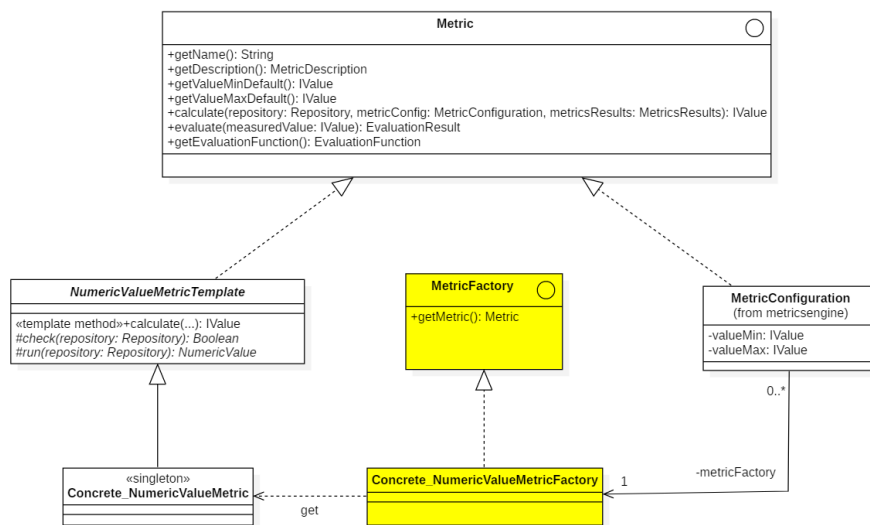 Metric
+getName(): String
+getDescription(): MetricDescription
+getValueMinDefault(): IValue
+getValueMaxDefault(): IValue
+calculate(repository: Repository, metricConfig: MetricConfiguration, metricsResults: MetricsResults): IValue
+evaluate(measuredValue: IValue): EvaluationResult
+getEvaluationFunction(): EvaluationFunction
NumericValueMetricTemplate
«template method»+calculate(...): IValue
#check(repository: Repository): Boolean
#run(repository: Repository): NumericValue
MetricFactory
+getMetric(): Metric
MetricConfiguration
(from metricsengine)
-valueMin: IValue
-valueMax: IValue
0..*
-metricFactory
1
«singleton»
Concrete_NumericValueMetric
get
Concrete_NumericValueMetricFactory